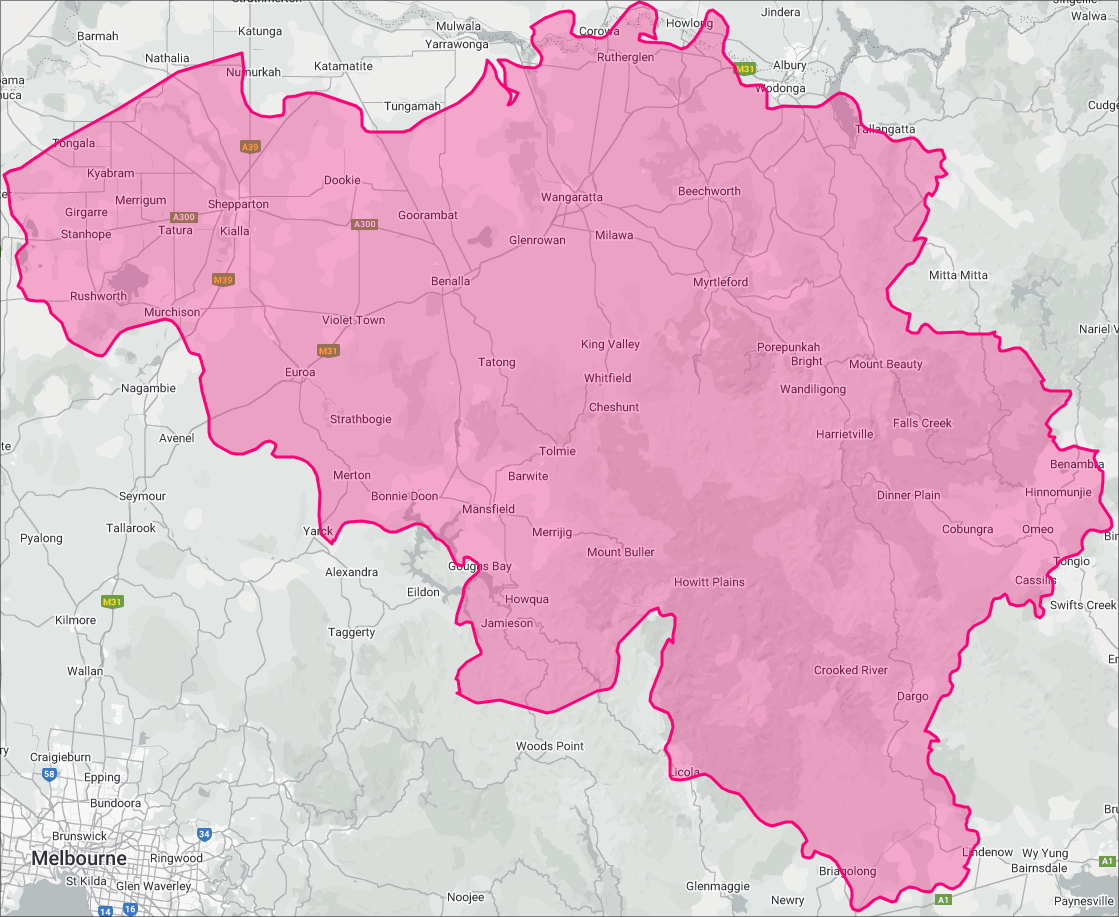 Jindera
Walwa
Katunga
Mulwala
Corowa
Howlong
Barmah
Yarrawonga
Nathalia
Rutherglen
Katamatite
Numurkah
M31
Albury
Wodonga
Tungamah
Tallangatta
Tongala
A39
Kyabram
Dookie
Merrigum
Shepparton
Wangaratta
Beechworth
Girgarre
A300
Goorambat
A300
Stanhope
Tatura
Kialla
Glenrowan
Milawa
M39
Benalla
Myrtleford
Mitta Mitta
Rushworth
Murchison
Violet Town
Nariel V
King Valley
Porepunkah
M31
Tatong
Bright
Mount Beauty
Euroa
Whitfield
Nagambie
Wandiligong
Cheshunt
Strathbogie
Falls Creek
Avenel
Harrietville
Tolmie
Merton
Barwite
Benambra
Seymour
Bonnie Doon
Dinner Plain
Hinnomunjie
Mansfield
Tallarook
Yarck
Merrijig
Cobungra
Omeo
Pyalong
Mount Buller
Goughs Bay
Tongio
Alexandra
Howitt Plains
Cassilis
Eildon
Howqua
M31
Swifts Creek
Kilmore
Jamieson
Taggerty
Wallan
Crooked River
Dargo
Woods Point
Craigieburn
Licola
58
Epping
Bundoora
Brunswick
34
Melbourne
Ringwood
Lindenow
Wy Yung
A1
Briagolong
Bairnsdale
St Kilda
Glen Waverley
Glenmaggie
Noojee
Newry
A1
Paynesville
14
16